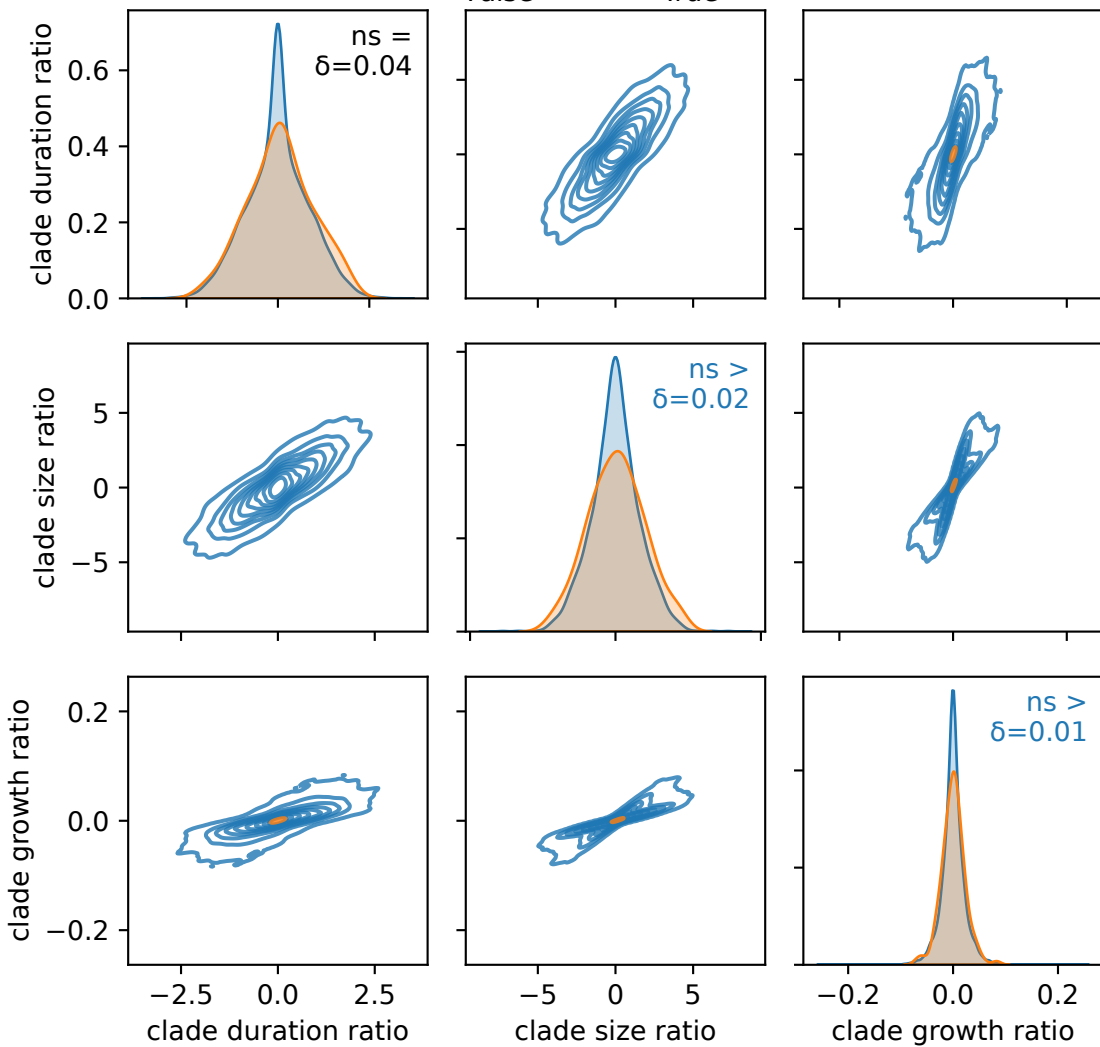 clade duration ratio
0.6
0.4
0.2
0.0
ns =
δ=0.04
clade size ratio
5
0
−5
ns >
δ=0.02
clade growth ratio
0.2
0.0
−0.2
ns >
δ=0.01
−2.5 0.0 2.5
−5 0 5
−0.2 0.0 0.2
clade duration ratio
clade size ratio
clade growth ratio